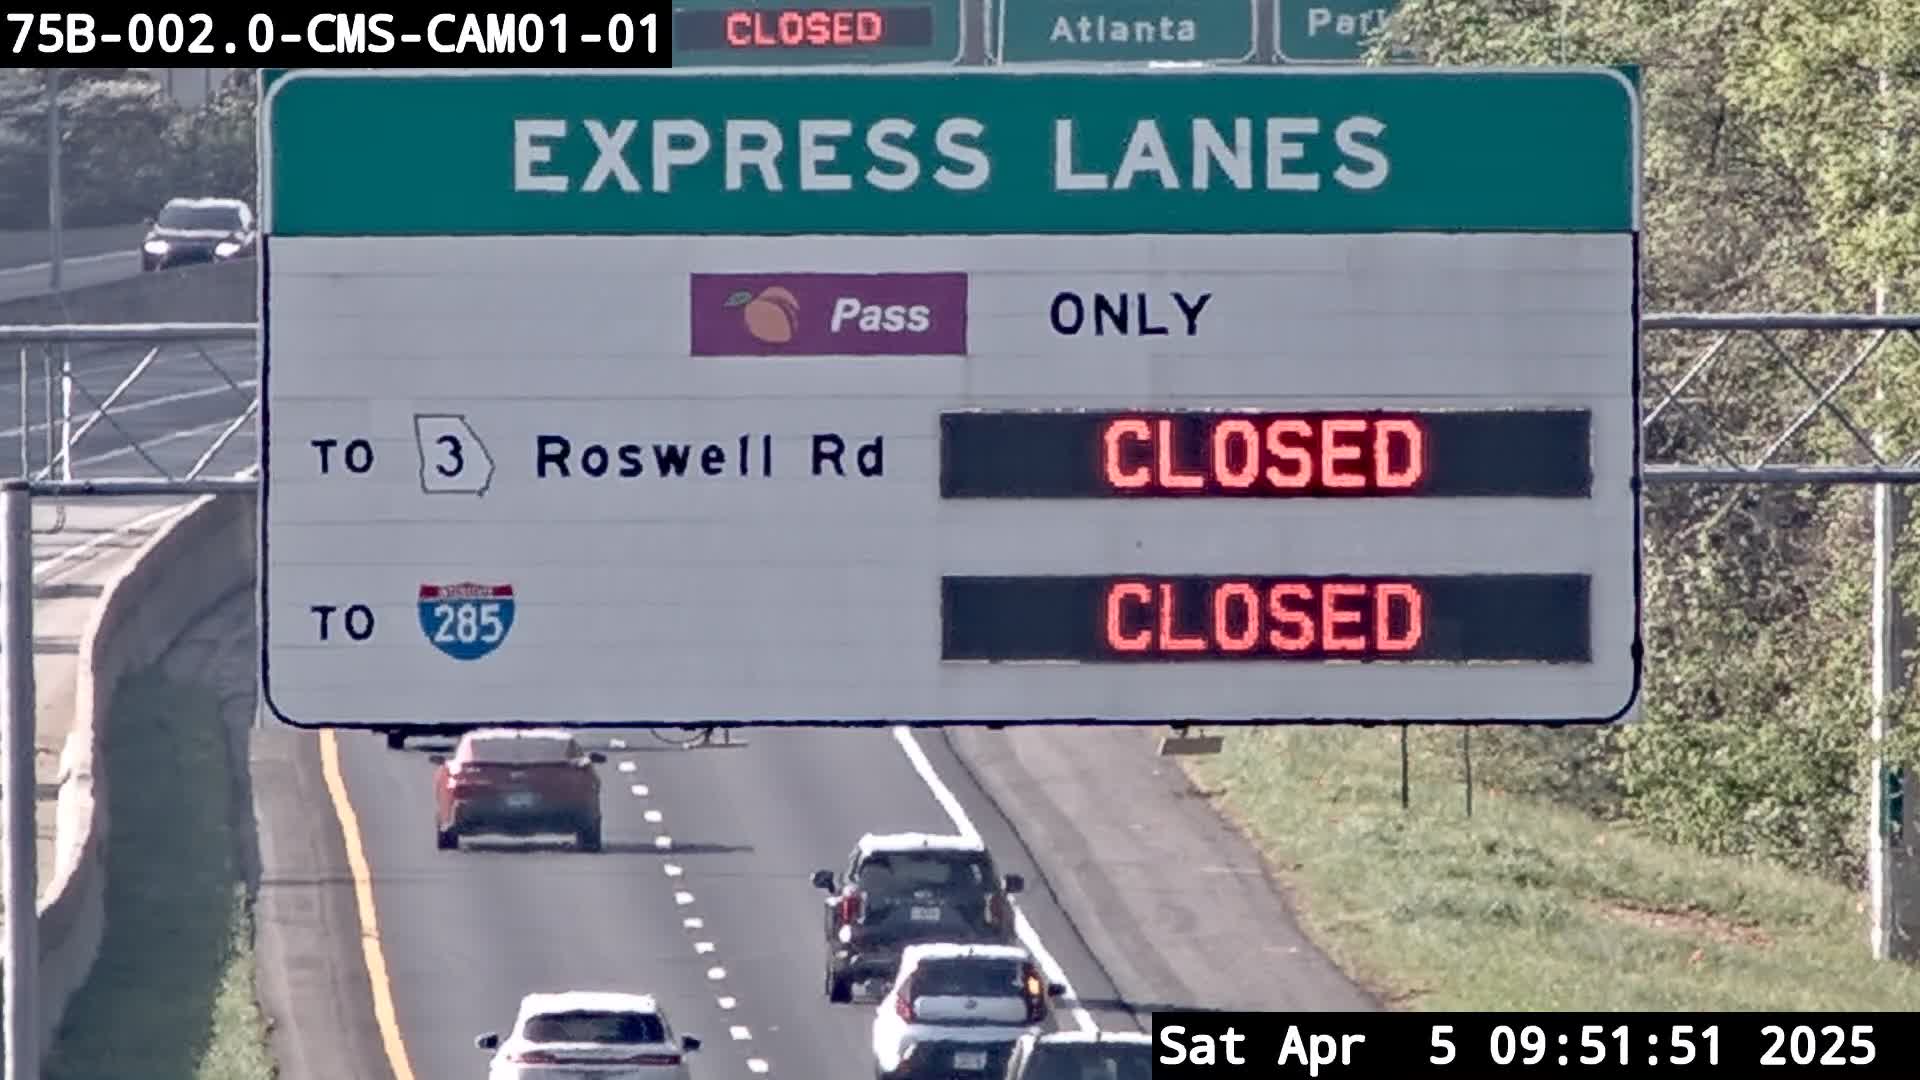 75B-002.0-CMS-CAM01-01
CLOSED
Atlanta
EXPRESS LANES
Pass ONLY
TO 3 Roswell Rd CLOSED
TO INTERSTATE 285 CLOSED
Sat Apr 5 09:51:51 2025